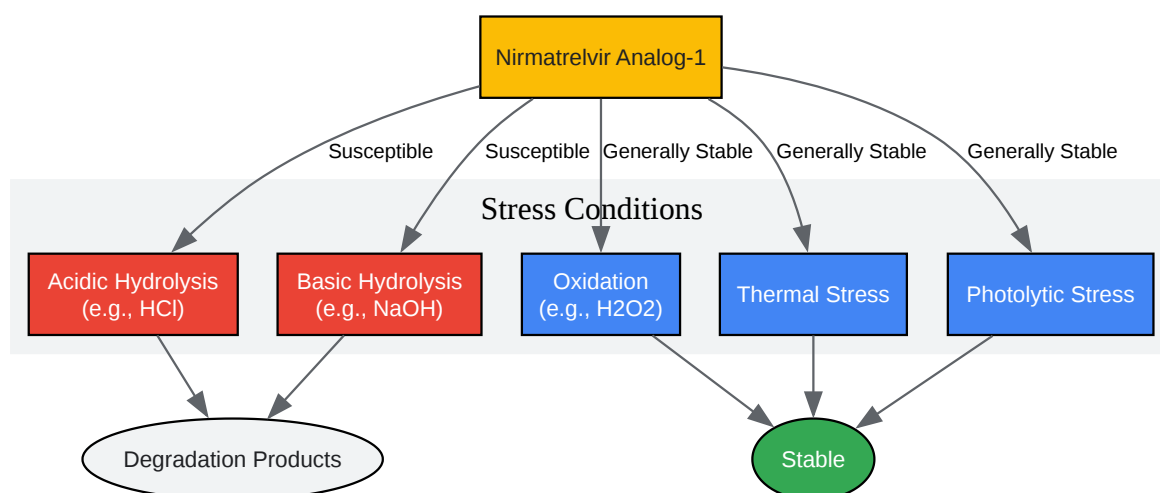 Nirmatrelvir Analog-1
Susceptible
Susceptible
Generally Stable
Generally Stable
Generally Stable
Stress Conditions
Acidic Hydrolysis
(e.g., HCl)
Basic Hydrolysis
(e.g., NaOH)
Oxidation
(e.g., H2O2)
Thermal Stress
Photolytic Stress
Degradation Products
Stable